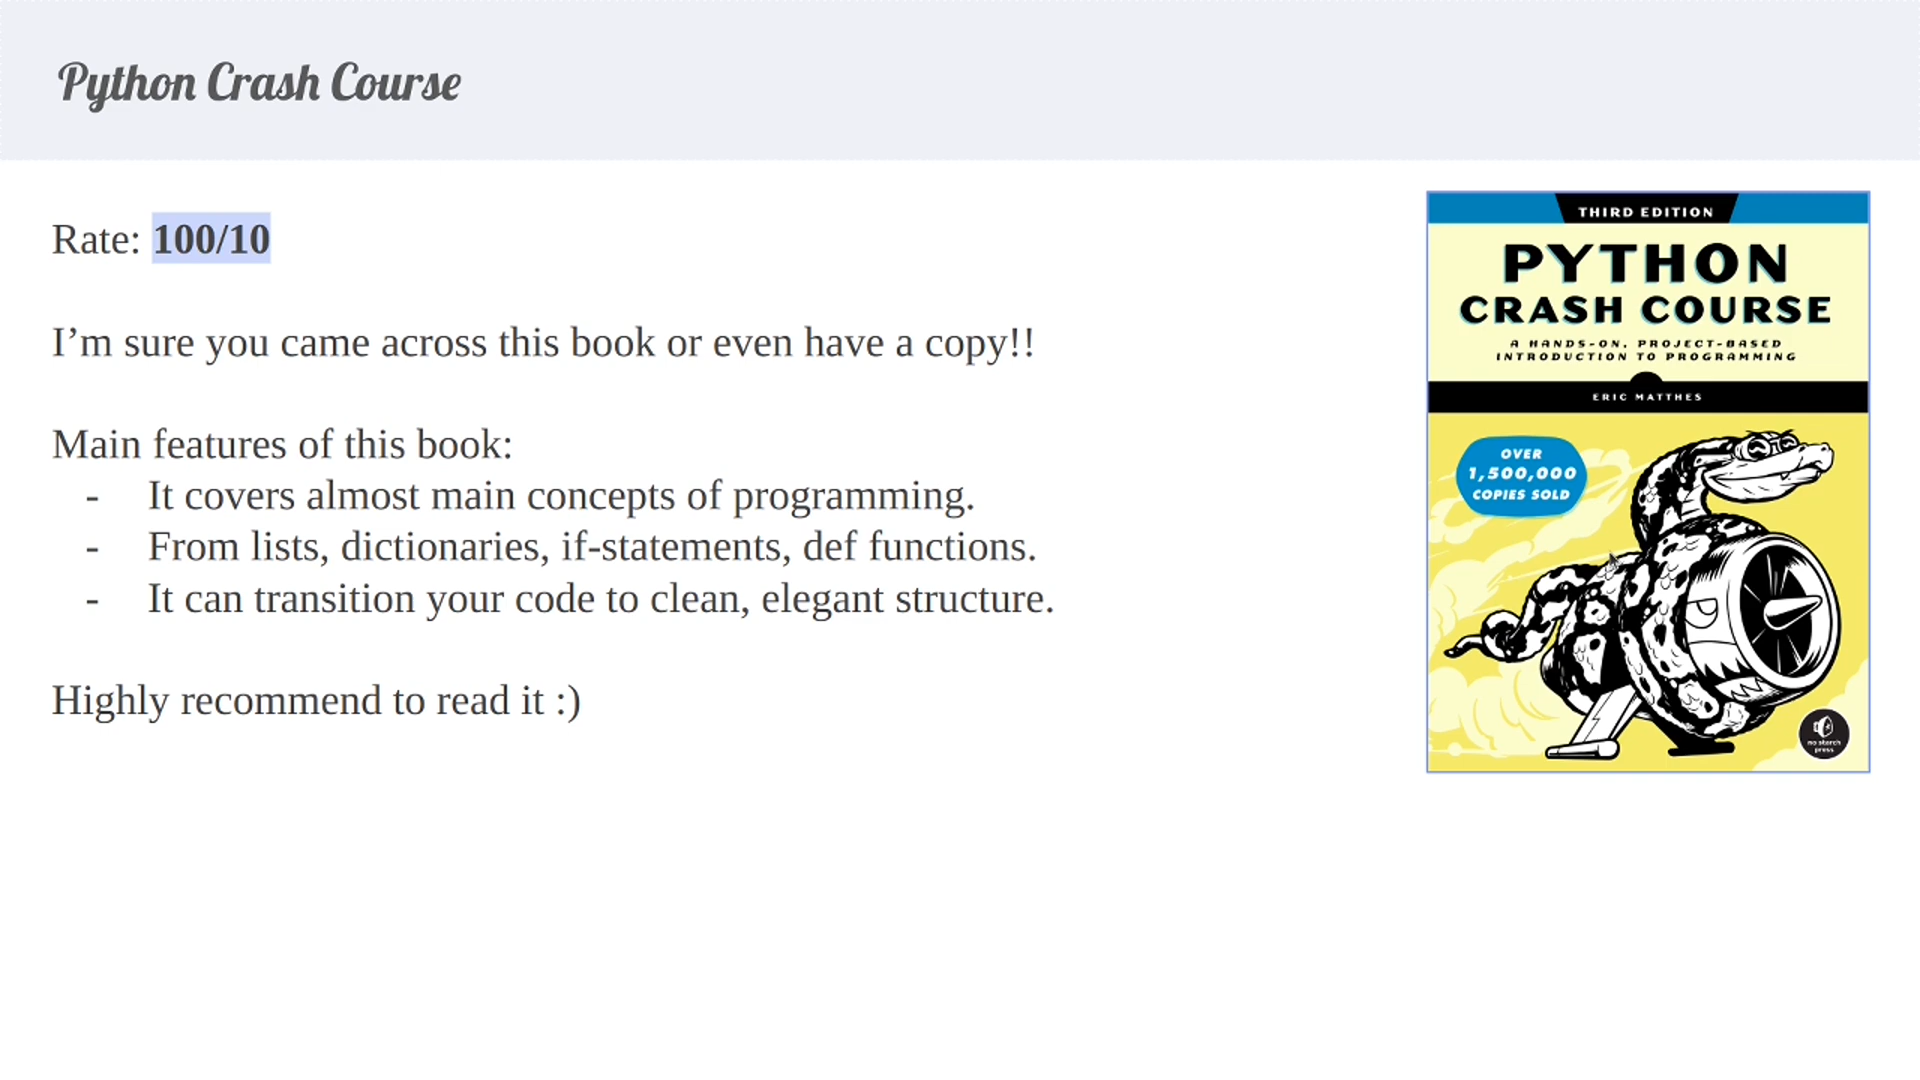 Python Crash Course
Rate: 100/10
I’m sure you came across this book or even have a copy!!
Main features of this book:
- It covers almost main concepts of programming.
- From lists, dictionaries, if-statements, def functions.
- It can transition your code to clean, elegant structure.
Highly recommend to read it :)
THIRD EDITION
PYTHON
CRASH COURSE
A HANDS-ON, PROJECT-BASED
INTRODUCTION TO PROGRAMMING
ERIC MATTHES
OVER
1,500,000
COPIES SOLD
no starch
press